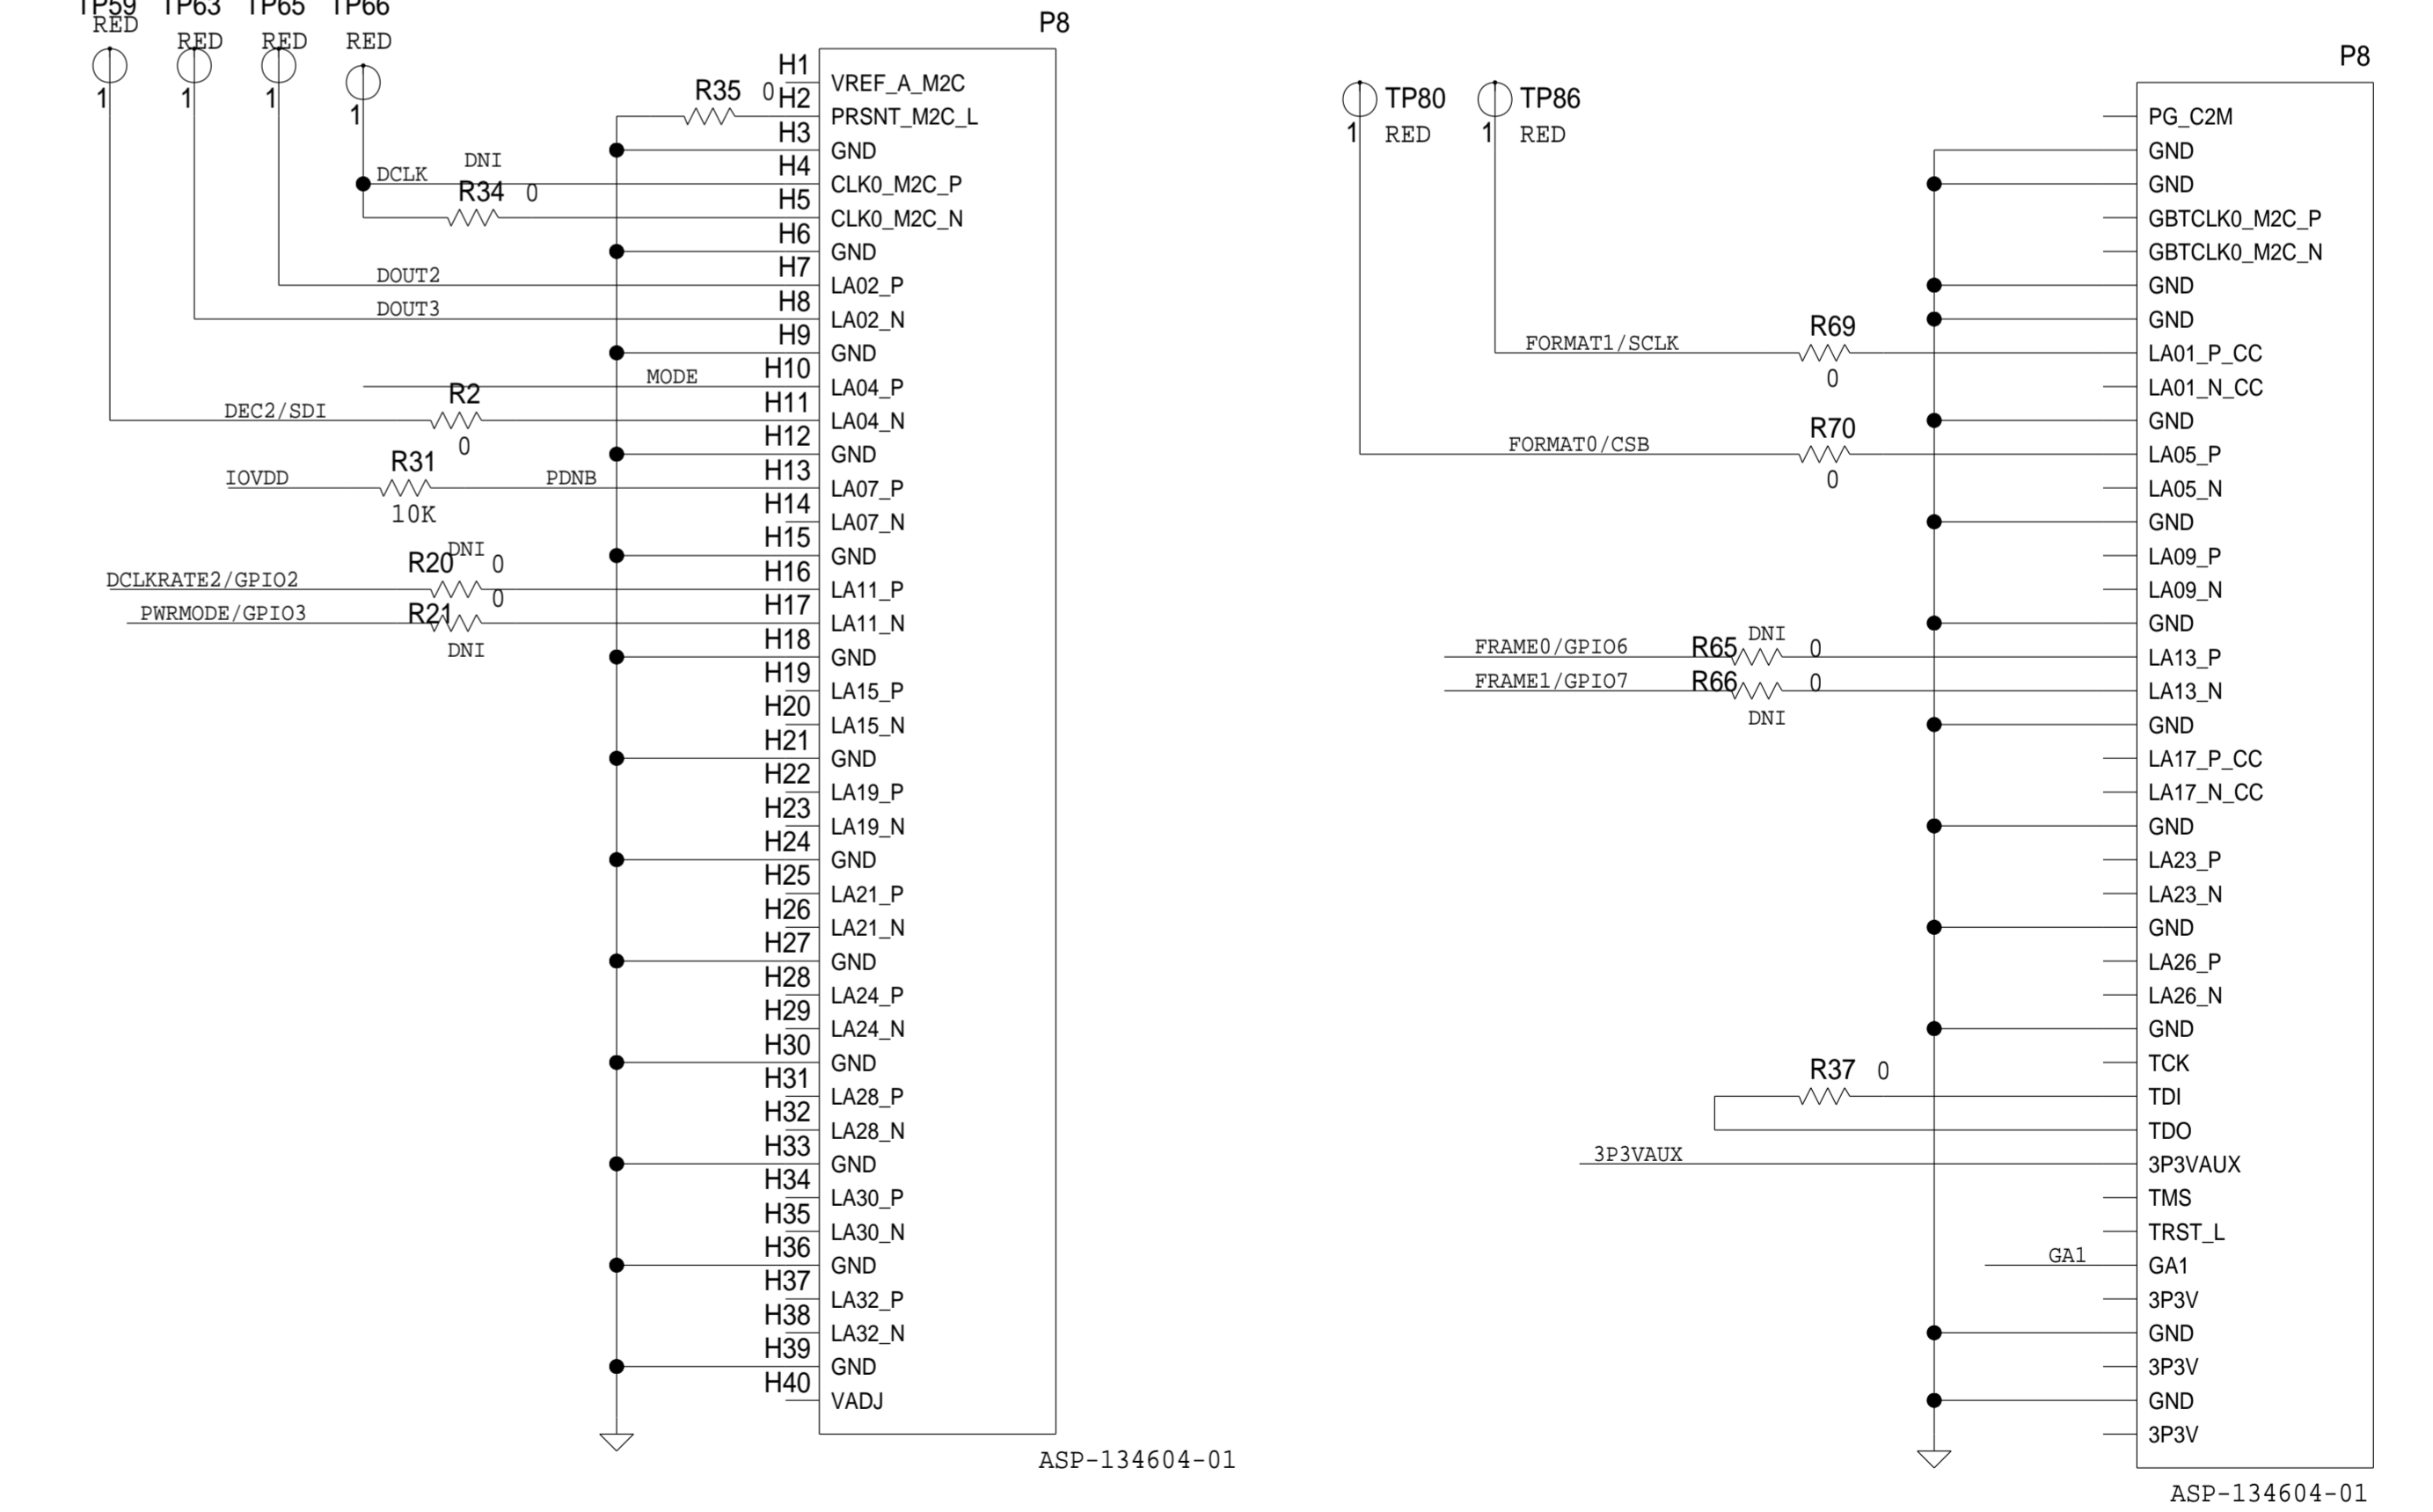 TP59 TP63 TP65 TP66
RED RED RED RED
1 1 1 1
P8
H1 VREF_A_M2C
R35 0 H2 PRSNT_M2C_L
H3 GND
DCLK H4 CLK0_M2C_P
DNI
R34 0 H5 CLK0_M2C_N
H6 GND
DOUT2 H7 LA02_P
DOUT3 H8 LA02_N
H9 GND
MODE H10 LA04_P
DEC2/SDI R2 0 H11 LA04_N
H12 GND
IOVDD R31 10K PDNB H13 LA07_P
H14 LA07_N
H15 GND
DCLKRATE2/GPIO2 R20 DNI 0 H16 LA11_P
PWRMODE/GPIO3 R21 0 DNI H17 LA11_N
H18 GND
H19 LA15_P
H20 LA15_N
H21 GND
H22 LA19_P
H23 LA19_N
H24 GND
H25 LA21_P
H26 LA21_N
H27 GND
H28 LA24_P
H29 LA24_N
H30 GND
H31 LA28_P
H32 LA28_N
H33 GND
H34 LA30_P
H35 LA30_N
H36 GND
H37 LA32_P
H38 LA32_N
H39 GND
H40 VADJ
ASP-134604-01
P8
TP80 TP86
1 RED 1 RED
PG_C2M
GND
GND
GBTCLK0_M2C_P
GBTCLK0_M2C_N
GND
GND
FORMAT1/SCLK R69 0 LA01_P_CC
LA01_N_CC
GND
FORMAT0/CSB R70 0 LA05_P
LA05_N
GND
LA09_P
LA09_N
GND
FRAME0/GPIO6 R65 DNI 0 LA13_P
FRAME1/GPIO7 R66 0 DNI LA13_N
GND
LA17_P_CC
LA17_N_CC
GND
LA23_P
LA23_N
GND
LA26_P
LA26_N
GND
TCK
R37 0 TDI
TDO
3P3VAUX 3P3VAUX
TMS
TRST_L
GA1 GA1
3P3V
GND
3P3V
GND
3P3V
ASP-134604-01